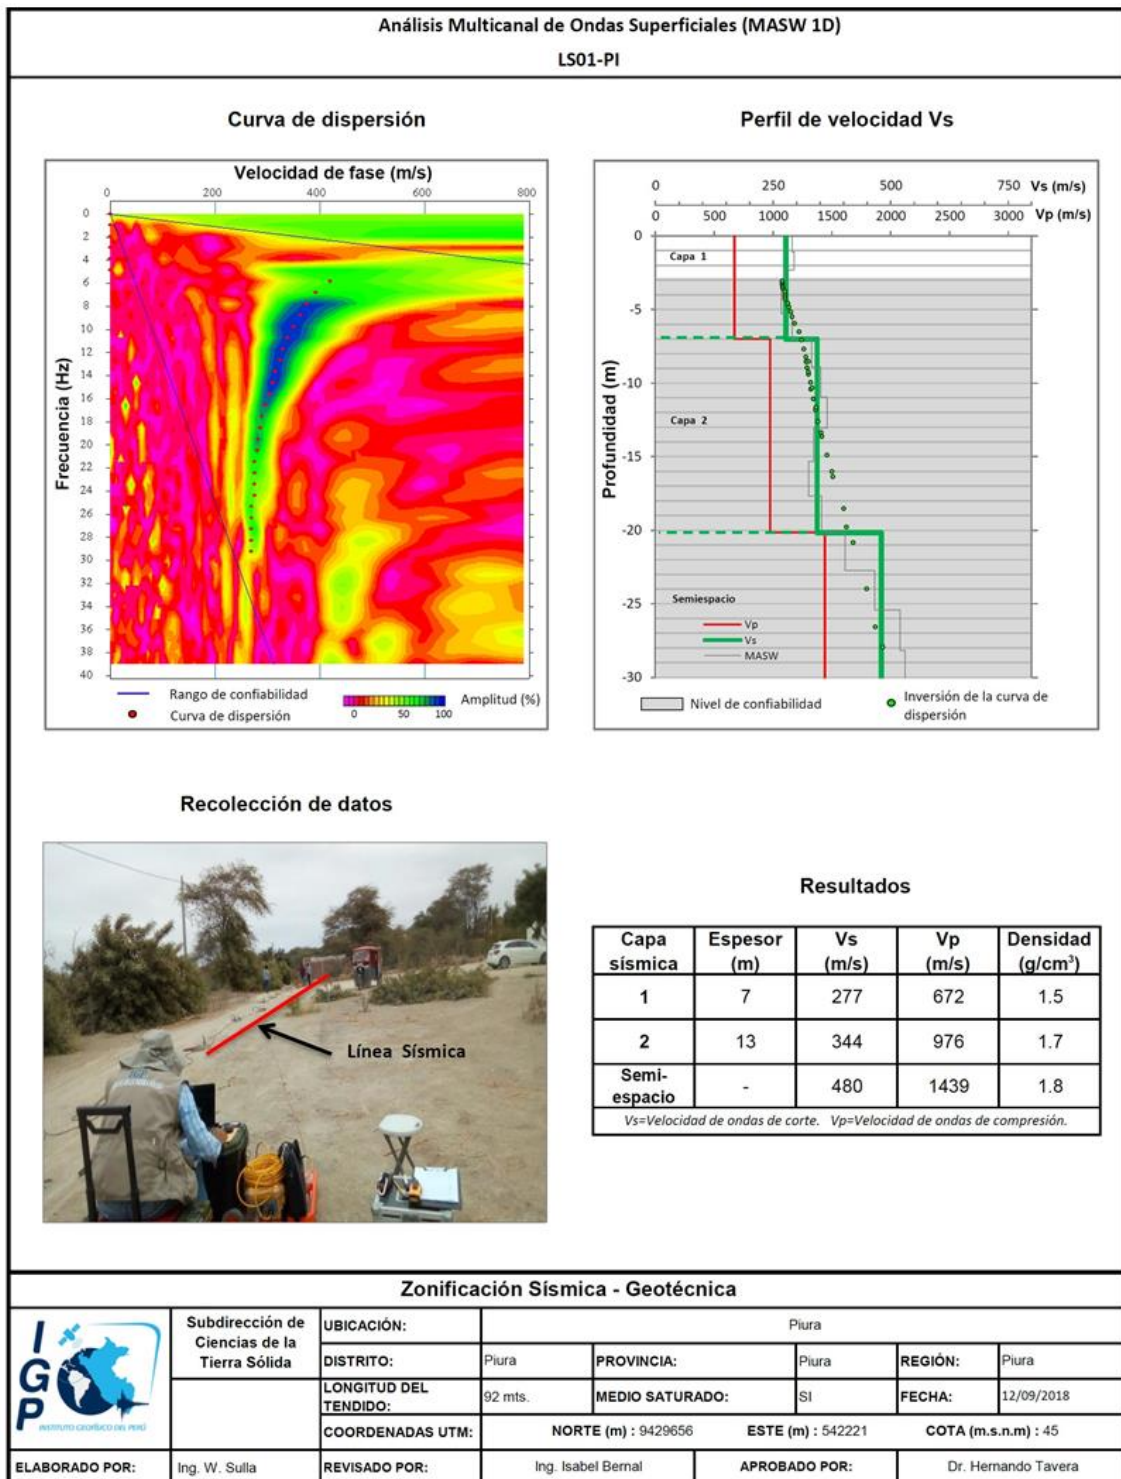 Análisis Multicanal de Ondas Superficiales (MASW 1D)
LS01-PI
Curva de dispersión
Velocidad de fase (m/s)
0 200 400 600 800
Frecuencia (Hz)
0
2
4
6
8
10
12
14
16
18
20
22
24
26
28
30
32
34
36
38
40
Rango de confiabilidad
Curva de dispersión
Amplitud (%)
0 50 100
Perfil de velocidad Vs
0 250 500 750 Vs (m/s)
0 500 1000 1500 2000 2500 3000 Vp (m/s)
Profundidad (m)
0
-5
-10
-15
-20
-25
-30
Capa 1
Capa 2
Semiespacio
Vp
Vs
MASW
Nivel de confiabilidad
Inversión de la curva de
dispersión
Recolección de datos
Línea Sísmica
Resultados
Capa sísmica Espesor (m) Vs (m/s) Vp (m/s) Densidad (g/cm³)
1 7 277 672 1.5
2 13 344 976 1.7
Semi-espacio - 480 1439 1.8
Vs=Velocidad de ondas de corte. Vp=Velocidad de ondas de compresión.
Zonificación Sísmica - Geotécnica
IGP
INSTITUTO GEOFÍSICO DEL PERÚ
Subdirección de
Ciencias de la
Tierra Sólida
UBICACIÓN: Piura
DISTRITO: Piura PROVINCIA: Piura REGIÓN: Piura
LONGITUD DEL TENDIDO: 92 mts. MEDIO SATURADO: SI FECHA: 12/09/2018
COORDENADAS UTM: NORTE (m) : 9429656 ESTE (m) : 542221 COTA (m.s.n.m) : 45
ELABORADO POR: Ing. W. Sulla REVISADO POR: Ing. Isabel Bernal APROBADO POR: Dr. Hernando Tavera